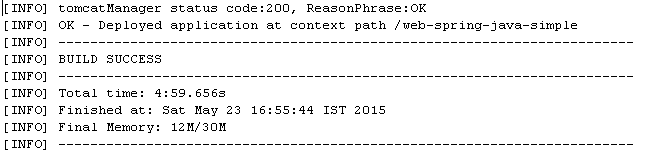 [INFO] tomcatManager status code:200, ReasonPhrase:OK
[INFO] OK - Deployed application at context path /web-spring-java-simple
[INFO] ------------------------------------------------------------------------
[INFO] BUILD SUCCESS
[INFO] ------------------------------------------------------------------------
[INFO] Total time: 4:59.656s
[INFO] Finished at: Sat May 23 16:55:44 IST 2015
[INFO] Final Memory: 12M/30M
[INFO] ------------------------------------------------------------------------